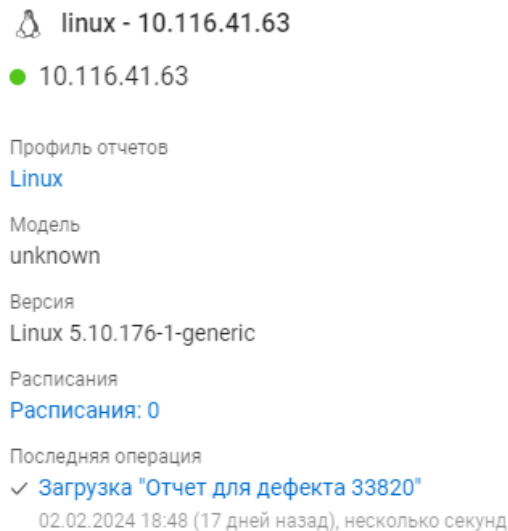 linux - 10.116.41.63
10.116.41.63
Профиль отчетов
Linux
Модель
unknown
Версия
Linux 5.10.176-1-generic
Расписания
Расписания: 0
Последняя операция
Загрузка "Отчет для дефекта 33820"
02.02.2024 18:48 (17 дней назад), несколько секунд